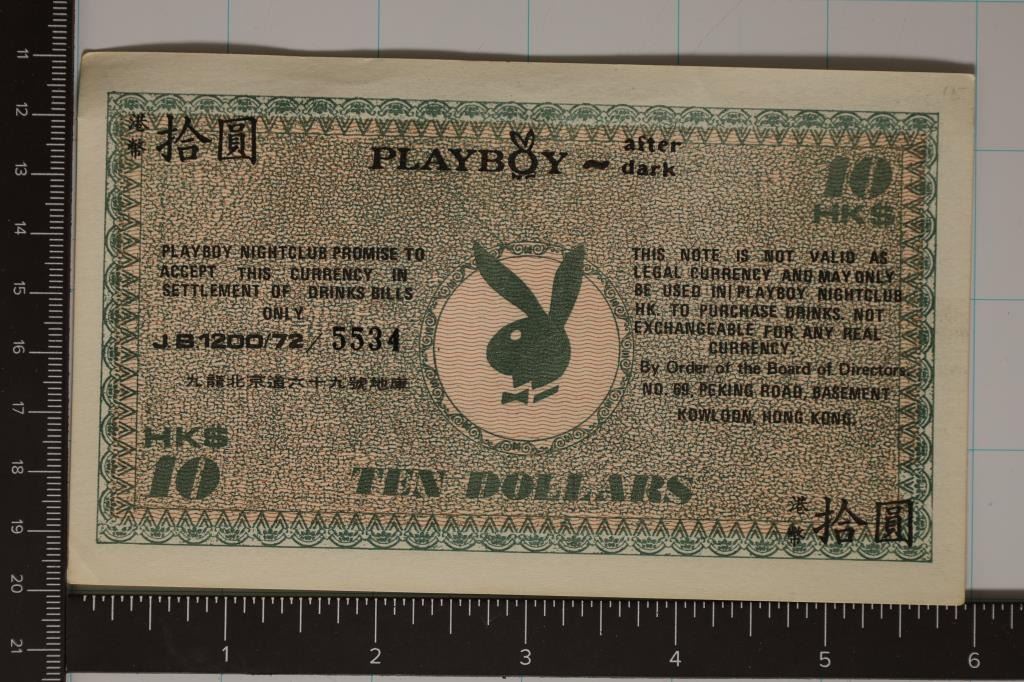 港幣 拾圓
PLAYBOY ~ after dark
10
HK$
PLAYBOY NIGHTCLUB PROMISE TO
ACCEPT THIS CURRENCY IN
SETTLEMENT OF DRINKS BILLS
ONLY
J B 1200/72/ 5534
九龍北京道六十九號地庫
THIS NOTE IS NOT VALID AS
LEGAL CURRENCY AND MAY ONLY
BE USED IN PLAYBOY NIGHTCLUB
HK. TO PURCHASE DRINKS. NOT
EXCHANGEABLE FOR ANY REAL
CURRENCY.
By Order of the Board of Directors.
NO. 69, PEKING ROAD, BASEMENT
KOWLOON, HONG KONG.
HK$
10
TEN DOLLARS
港幣 拾圓
11
12
13
14
15
16
17
18
19
20
21
1 2 3 4 5 6